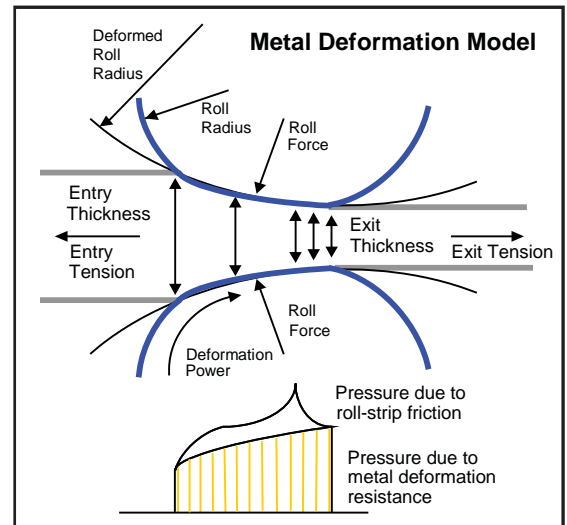 Metal Deformation Model
Deformed
Roll
Radius
Roll
Radius
Roll
Force
Entry
Thickness
Entry
Tension
Exit
Thickness
Exit Tension
Roll
Force
Deformation
Power
Pressure due to
roll-strip friction
Pressure due to
metal deformation
resistance